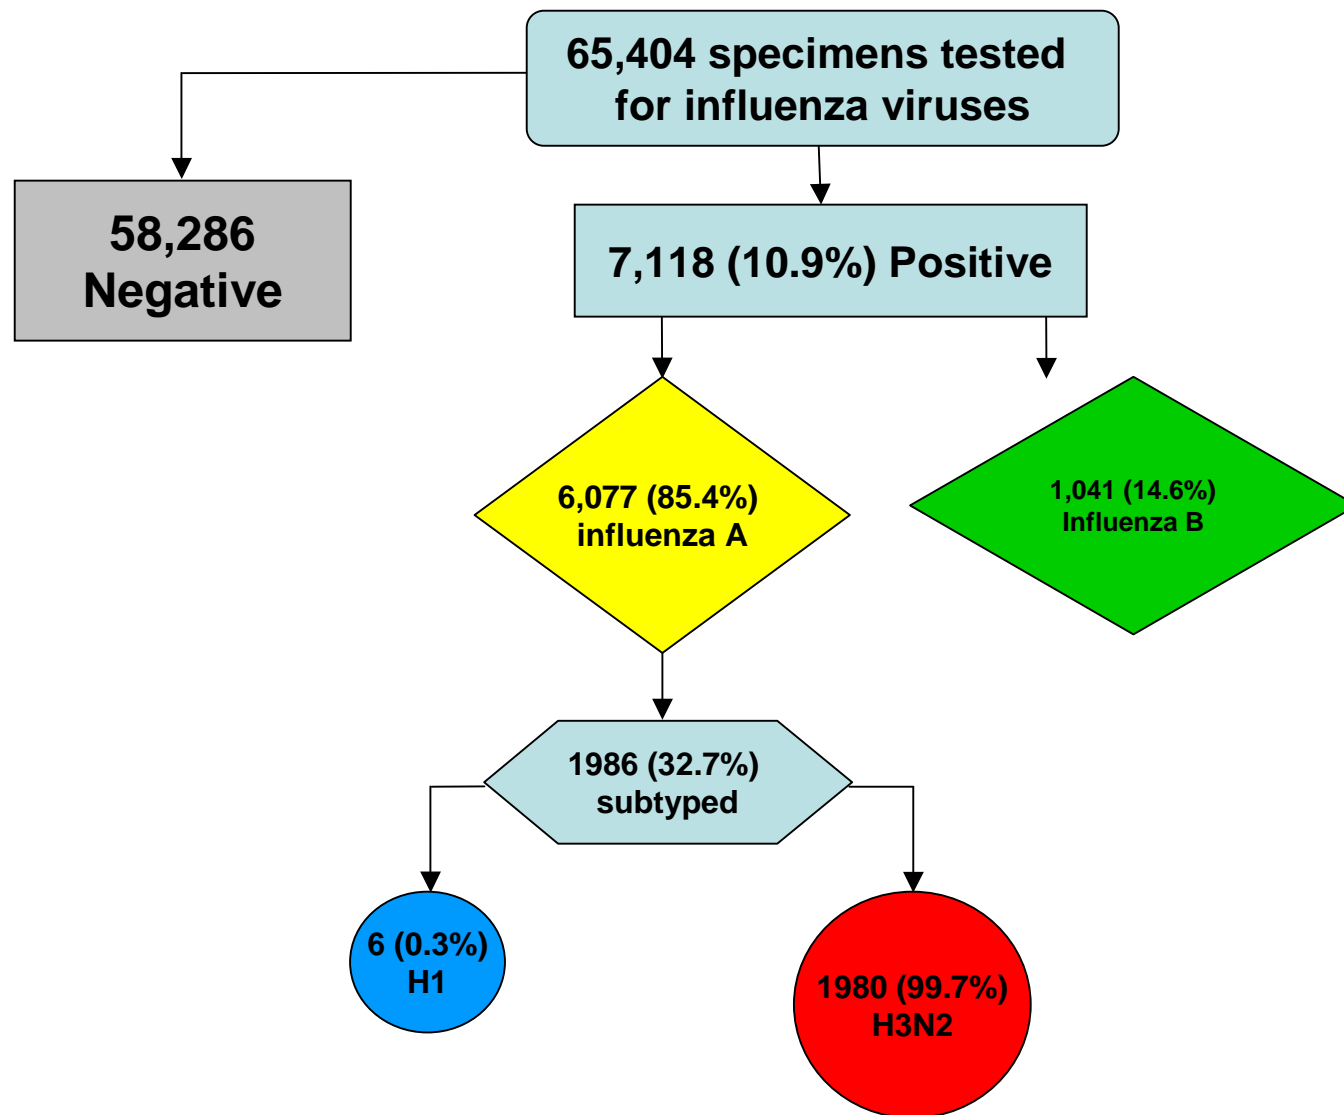 65,404 specimens tested
for influenza viruses
58,286
Negative
7,118 (10.9%) Positive
6,077 (85.4%)
influenza A
1,041 (14.6%)
Influenza B
1986 (32.7%)
subtyped
6 (0.3%)
H1
1980 (99.7%)
H3N2